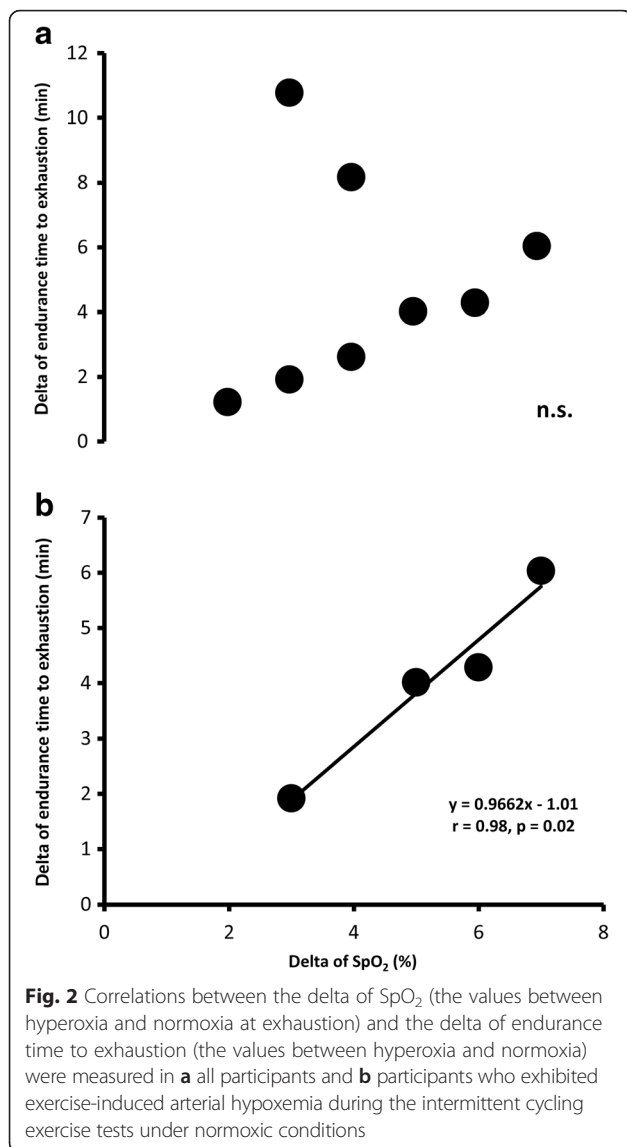 a
12
10
8
6
4
2
0
Delta of endurance time to exhaustion (min)
n.s.
b
7
6
5
4
3
2
1
0
Delta of endurance time to exhaustion (min)
y = 0.9662x - 1.01
r = 0.98, p = 0.02
0 2 4 6 8
Delta of SpO₂ (%)
Fig. 2 Correlations between the delta of SpO₂ (the values between
hyperoxia and normoxia at exhaustion) and the delta of endurance
time to exhaustion (the values between hyperoxia and normoxia)
were measured in a all participants and b participants who exhibited
exercise-induced arterial hypoxemia during the intermittent cycling
exercise tests under normoxic conditions